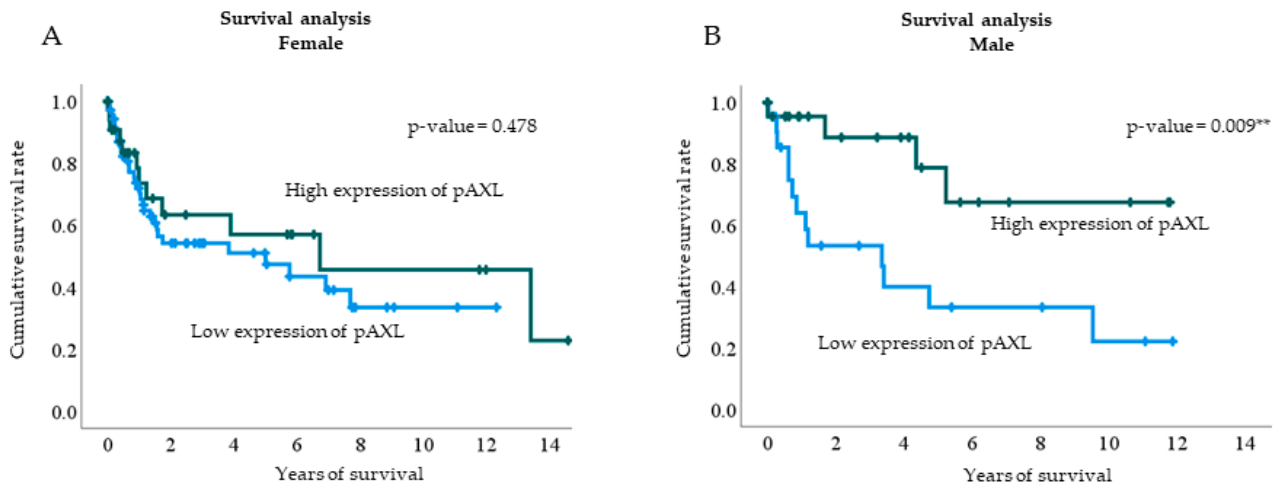 A
Survival analysis
Female
Cumulative survival rate
1.0
0.8
0.6
0.4
0.2
0.0
p-value = 0.478
High expression of pAXL
Low expression of pAXL
0 2 4 6 8 10 12 14
Years of survival
B
Survival analysis
Male
Cumulative survival rate
1.0
0.8
0.6
0.4
0.2
0.0
p-value = 0.009**
High expression of pAXL
Low expression of pAXL
0 2 4 6 8 10 12 14
Years of survival